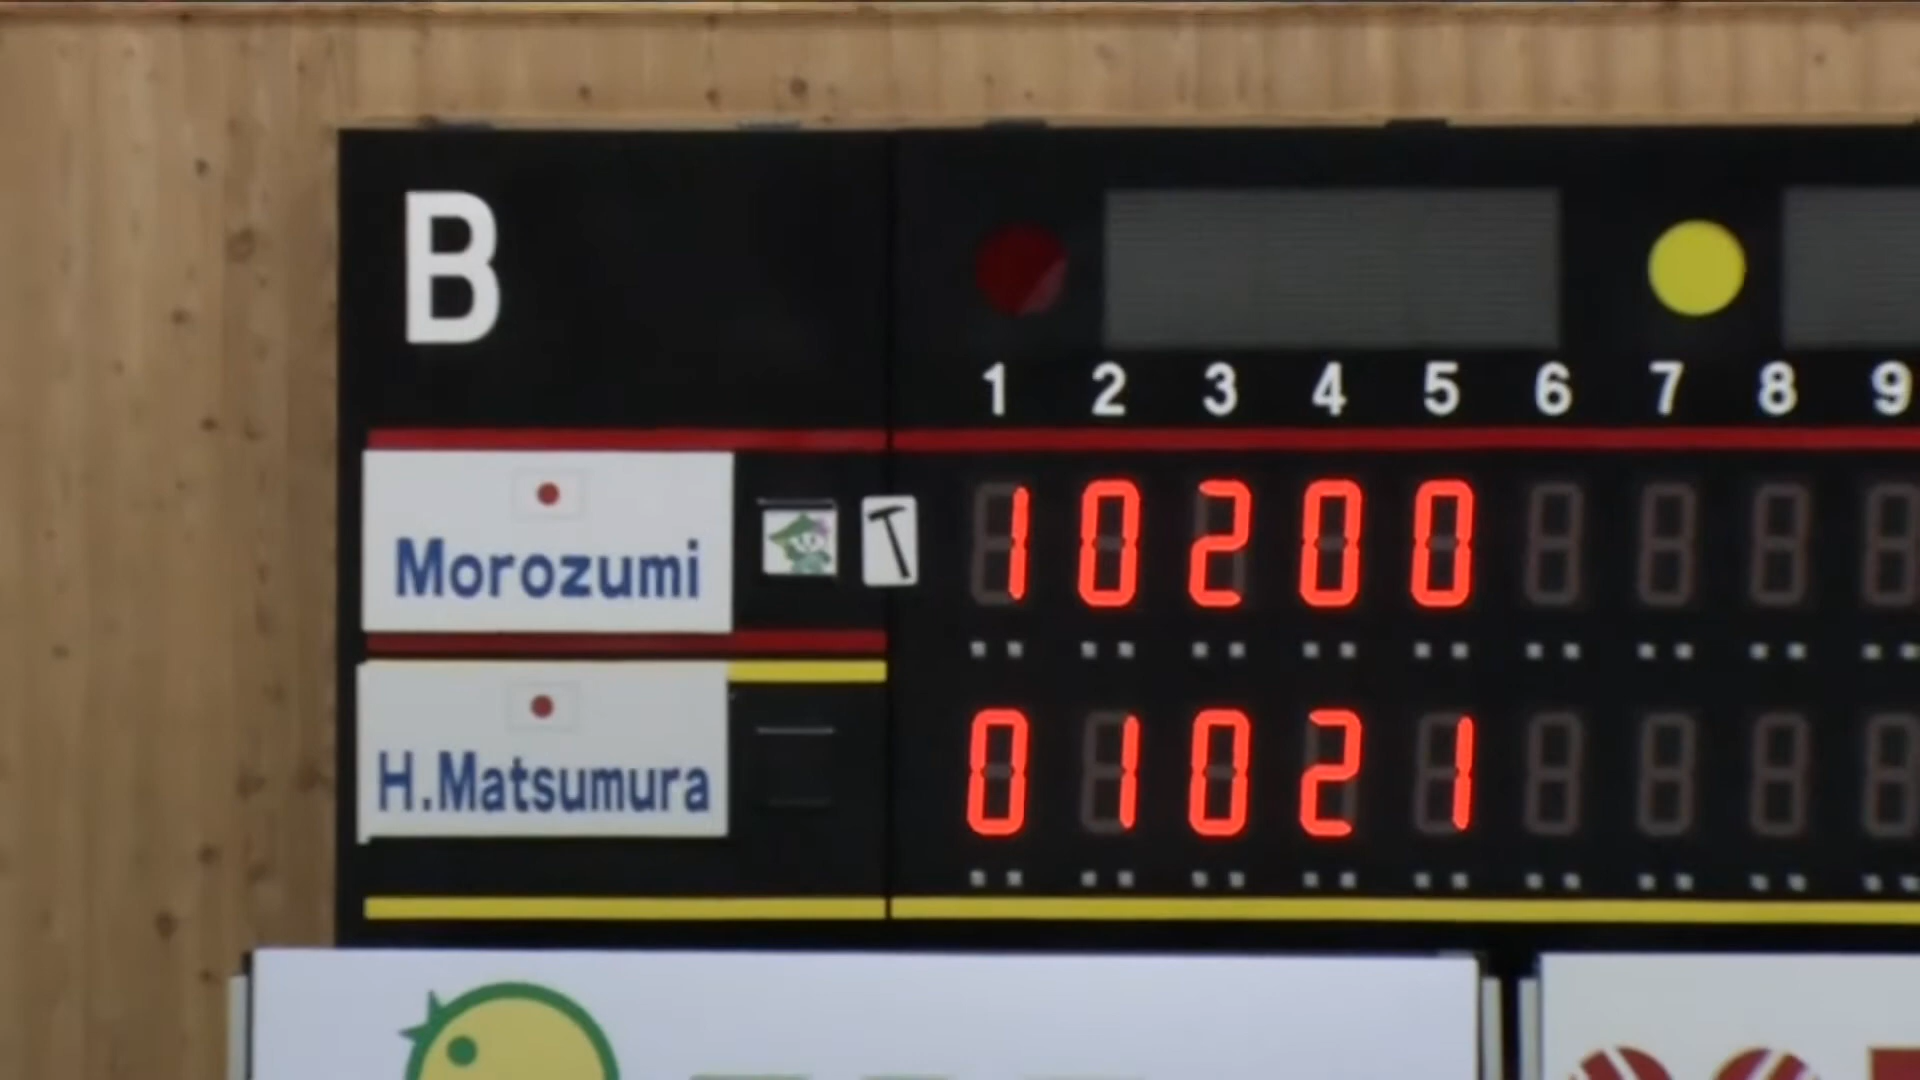 B
1 2 3 4 5 6 7 8 9
Morozumi 1 0 2 0 0
H.Matsumura 0 1 0 2 1